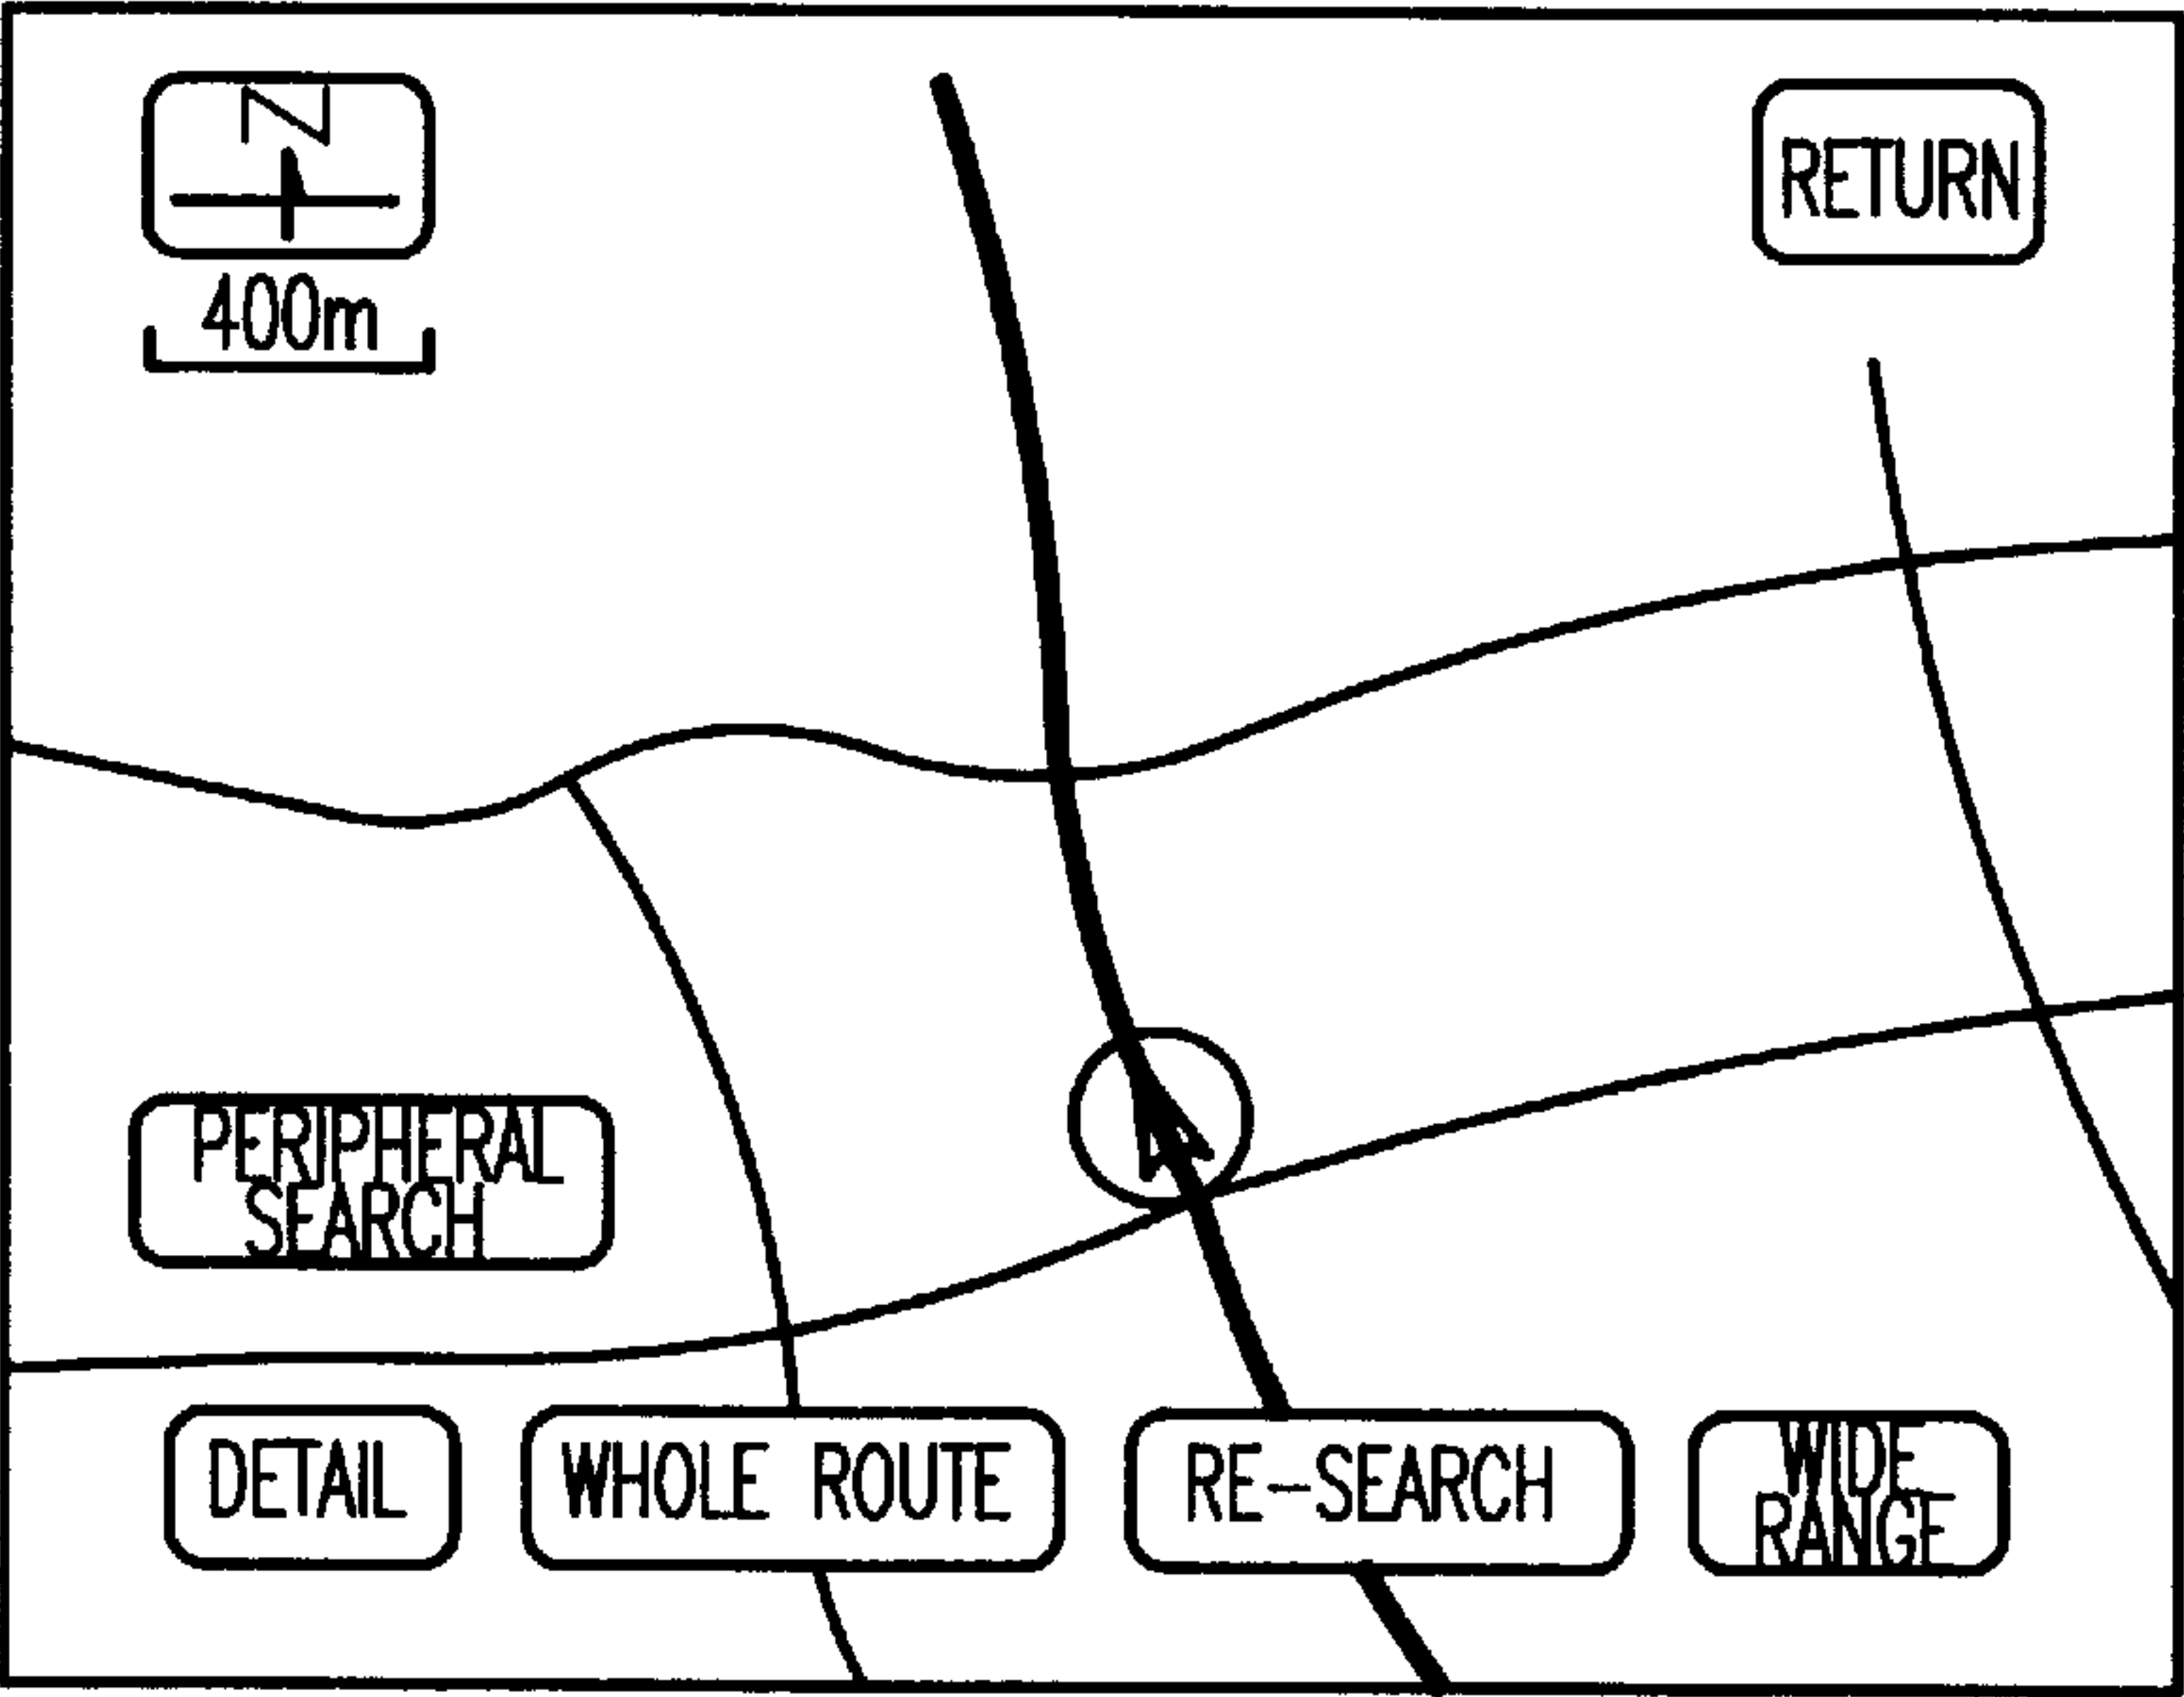 N
RETURN
400m
PERIPHERAL
SEARCH
DETAIL
WHOLE ROUTE
RE-SEARCH
WIDE
RANGE